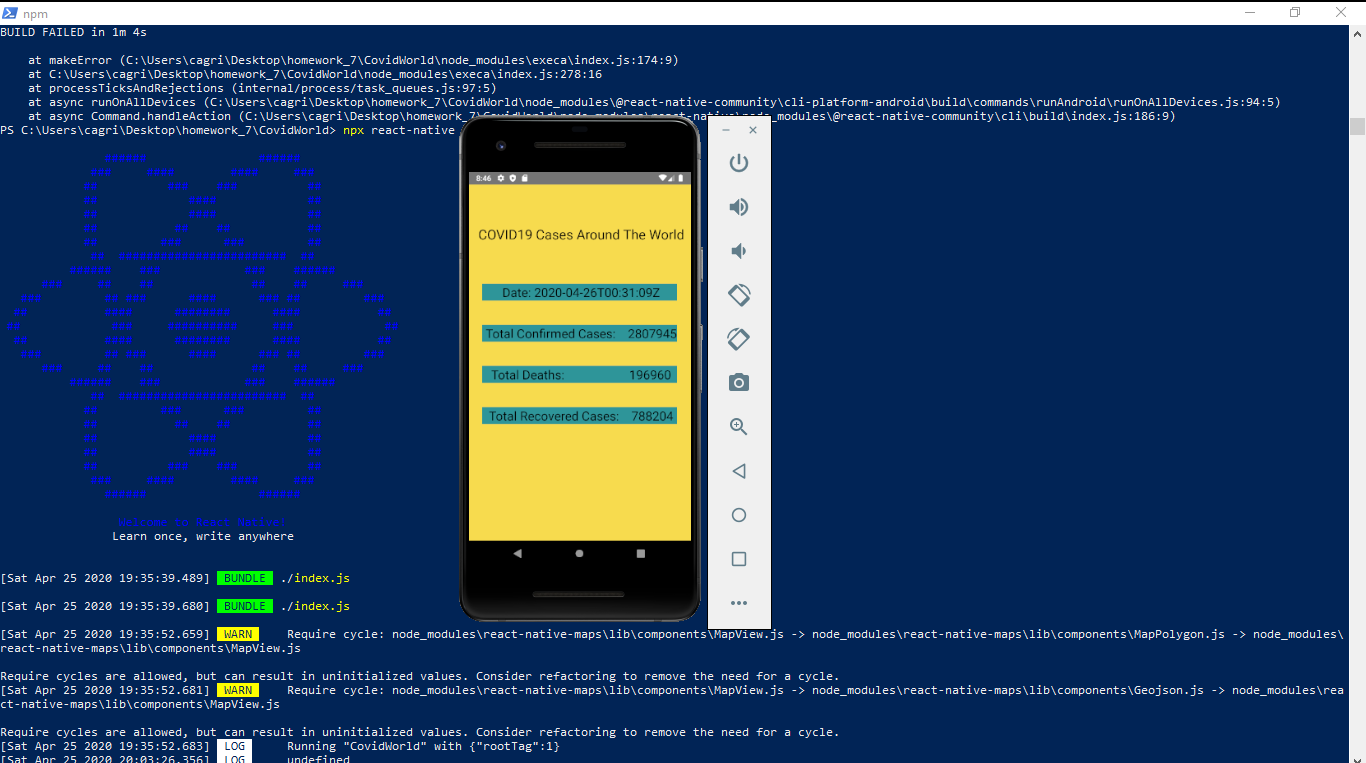 npm
BUILD FAILED in 1m 4s
at makeError (C:\Users\cagri\Desktop\homework_7\CovidWorld\node_modules\execa\index.js:174:9)
at C:\Users\cagri\Desktop\homework_7\CovidWorld\node_modules\execa\index.js:278:16
at processTicksAndRejections (internal/process/task_queues.js:97:5)
at async runOnAllDevices (C:\Users\cagri\Desktop\homework_7\CovidWorld\node_modules\@react-native-community\cli-platform-android\build\commands\runAndroid\runOnAllDevices.js:94:5)
at async Command.handleAction (C:\Users\cagri\Desktop\homework_7\CovidWorld\node_modules\react-native\node_modules\@react-native-community\cli\build\index.js:186:9)
PS C:\Users\cagri\Desktop\homework_7\CovidWorld> npx react-native
8:46
COVID19 Cases Around The World
Date: 2020-04-26T00:31:09Z
Total Confirmed Cases: 2807945
Total Deaths: 196960
Total Recovered Cases: 788204
Welcome to React Native!
Learn once, write anywhere
[Sat Apr 25 2020 19:35:39.489] BUNDLE ./index.js
[Sat Apr 25 2020 19:35:39.680] BUNDLE ./index.js
[Sat Apr 25 2020 19:35:52.659] WARN Require cycle: node_modules\react-native-maps\lib\components\MapView.js -> node_modules\react-native-maps\lib\components\MapPolygon.js -> node_modules\
react-native-maps\lib\components\MapView.js
Require cycles are allowed, but can result in uninitialized values. Consider refactoring to remove the need for a cycle.
[Sat Apr 25 2020 19:35:52.681] WARN Require cycle: node_modules\react-native-maps\lib\components\MapView.js -> node_modules\react-native-maps\lib\components\Geojson.js -> node_modules\rea
ct-native-maps\lib\components\MapView.js
Require cycles are allowed, but can result in uninitialized values. Consider refactoring to remove the need for a cycle.
[Sat Apr 25 2020 19:35:52.683] LOG Running "CovidWorld" with {"rootTag":1}
[Sat Apr 25 2020 20:03:26.356] LOG undefined